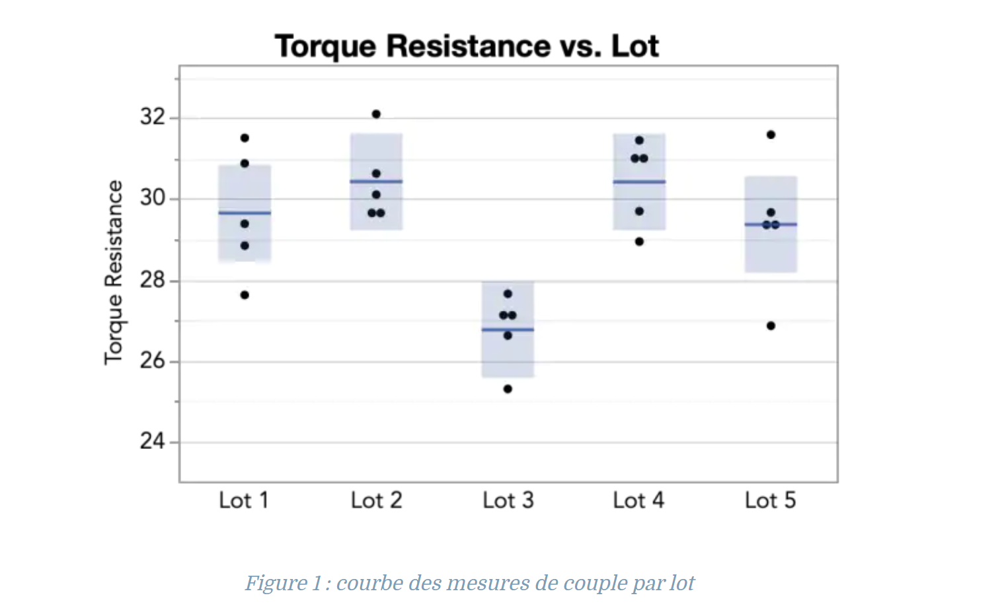 Torque Resistance vs. Lot
Torque Resistance
32
30
28
26
24
Lot 1 Lot 2 Lot 3 Lot 4 Lot 5
Figure 1 : courbe des mesures de couple par lot